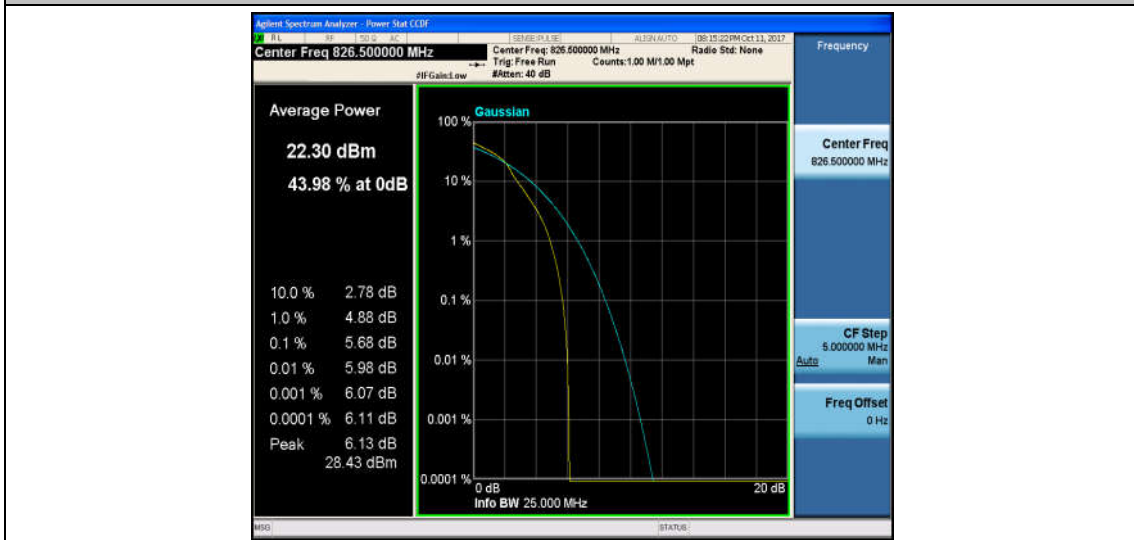 Agilent Spectrum Analyzer - Power Stat CCDF
RL RF 50 Ω AC SENSE:PULSE ALIGN AUTO 08:15:22 PM Oct 11, 2017
Center Freq 826.500000 MHz
Center Freq: 826.500000 MHz Radio Std: None
Trig: Free Run Counts:1.00 M/1.00 Mpt
#IFGain:Low #Atten: 40 dB
Frequency
Average Power
22.30 dBm
43.98 % at 0dB
10.0 % 2.78 dB
1.0 % 4.88 dB
0.1 % 5.68 dB
0.01 % 5.98 dB
0.001 % 6.07 dB
0.0001 % 6.11 dB
Peak 6.13 dB
28.43 dBm
Gaussian
100 %
10 %
1 %
0.1 %
0.01 %
0.001 %
0.0001 %
0 dB 20 dB
Info BW 25.000 MHz
Center Freq
826.500000 MHz
CF Step
5.000000 MHz
Auto Man
Freq Offset
0 Hz
MSG STATUS